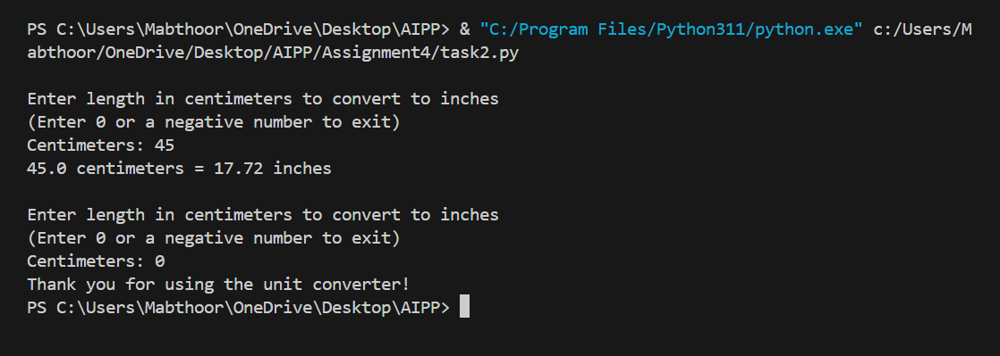 PS C:\Users\Mabthoor\OneDrive\Desktop\AIPP> & "C:/Program Files/Python311/python.exe" c:/Users/M
abthoor/OneDrive/Desktop/AIPP/Assignment4/task2.py
Enter length in centimeters to convert to inches
(Enter 0 or a negative number to exit)
Centimeters: 45
45.0 centimeters = 17.72 inches
Enter length in centimeters to convert to inches
(Enter 0 or a negative number to exit)
Centimeters: 0
Thank you for using the unit converter!
PS C:\Users\Mabthoor\OneDrive\Desktop\AIPP>